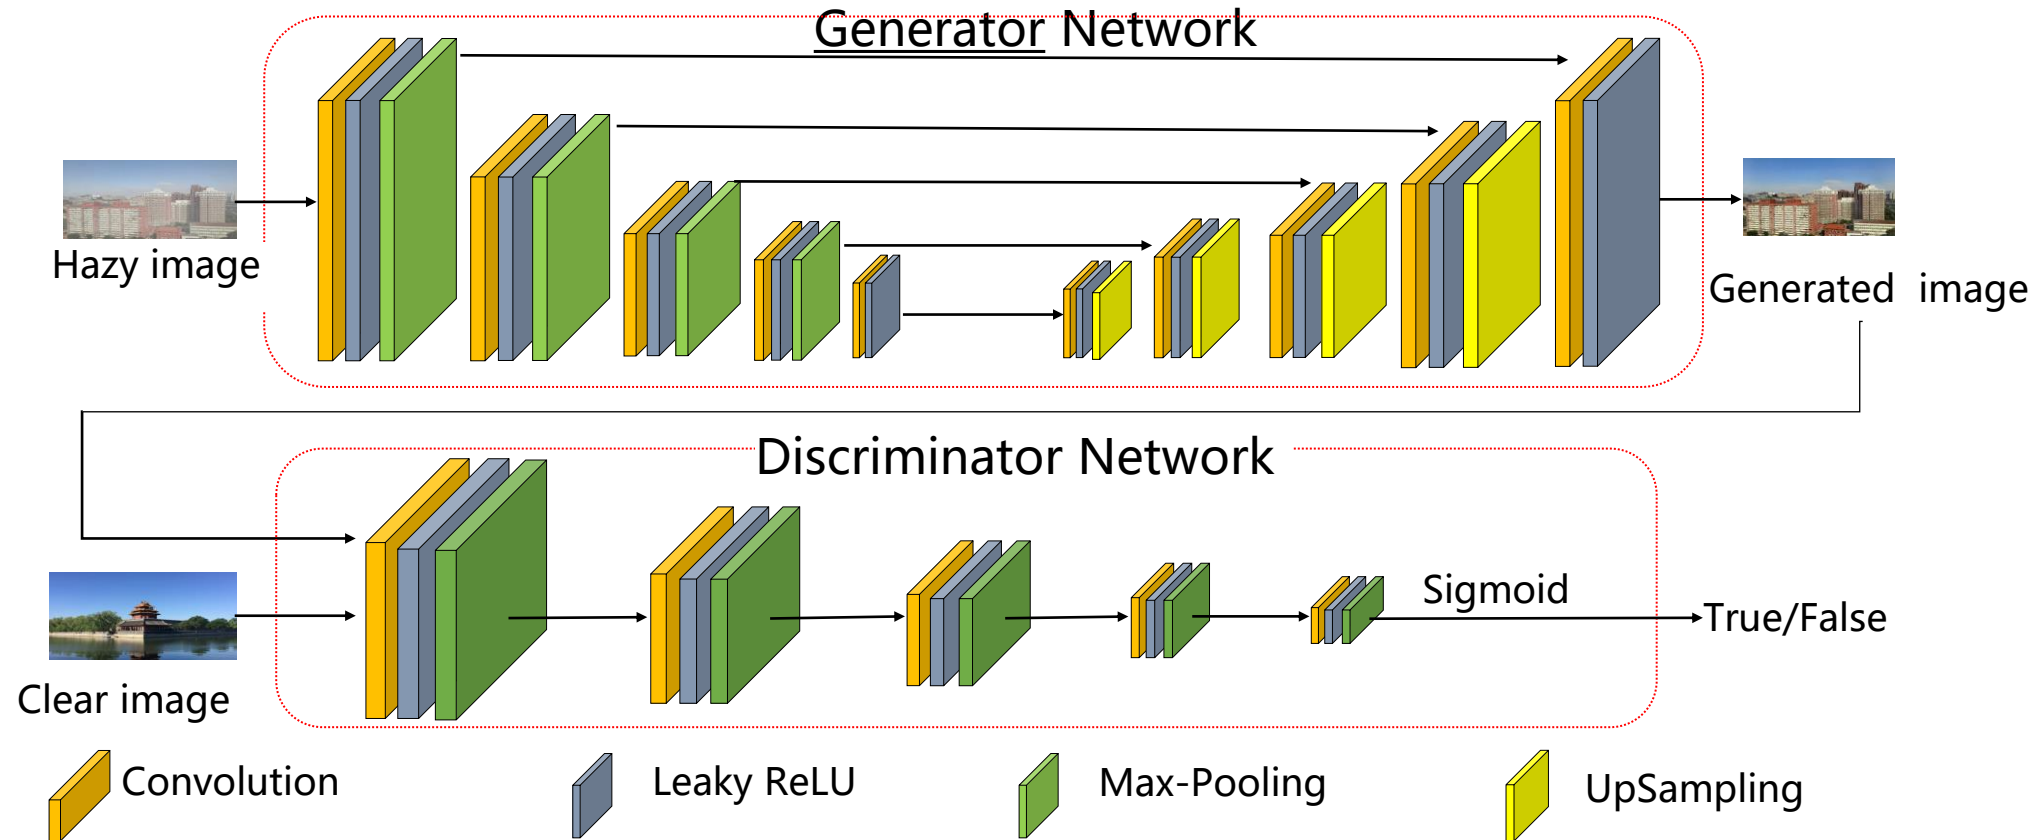 Generator Network
Hazy image
Generated image
Discriminator Network
Sigmoid
True/False
Clear image
Convolution
Leaky ReLU
Max-Pooling
UpSampling